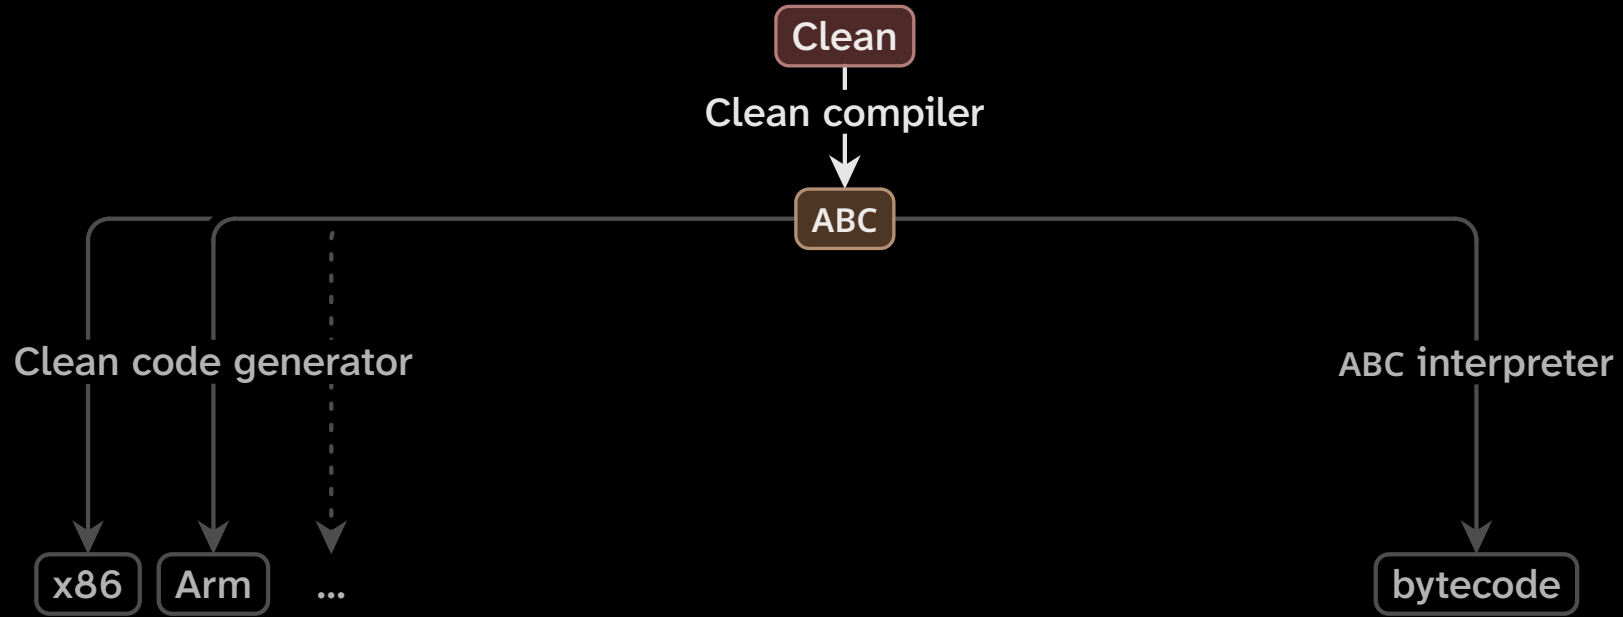 Clean
Clean compiler
ABC
Clean code generator
ABC interpreter
x86
Arm
...
bytecode